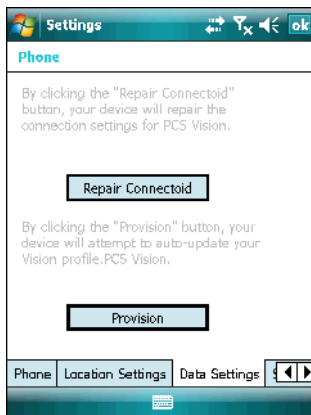 Settings
ok
Phone
By clicking the "Repair Connectoid"
button, your device will repair the
connection settings for PCS Vision.
Repair Connectoid
By clicking the "Provision" button, your
device will attempt to auto-update your
Vision profile.PCS Vision.
Provision
Phone Location Settings Data Settings